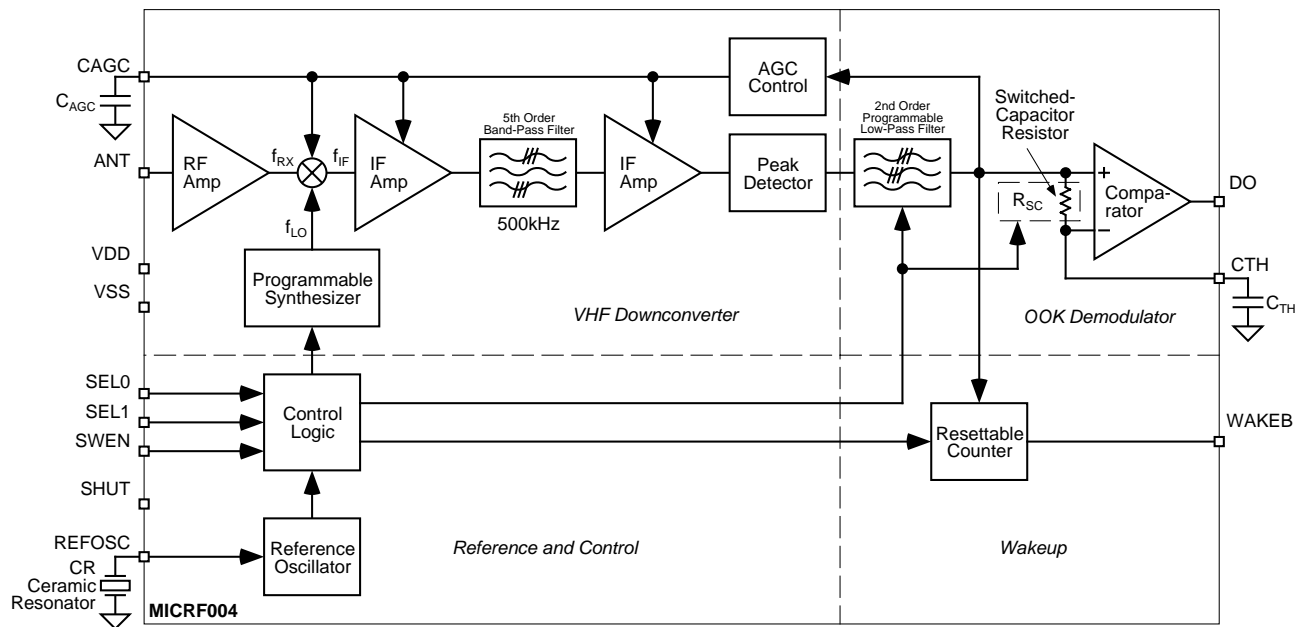 CAGC
C_AGC
AGC
Control
5th Order
Band-Pass Filter
2nd Order
Programmable
Low-Pass Filter
Switched-
Capacitor
Resistor
ANT
RF
Amp
f_RX
f_IF
IF
Amp
500kHz
IF
Amp
Peak
Detector
R_SC
+
−
Compa-
rator
DO
f_LO
VDD
VSS
Programmable
Synthesizer
VHF Downconverter
OOK Demodulator
CTH
C_TH
SEL0
SEL1
SWEN
Control
Logic
Resettable
Counter
WAKEB
SHUT
REFOSC
CR
Ceramic
Resonator
Reference
Oscillator
Reference and Control
Wakeup
MICRF004